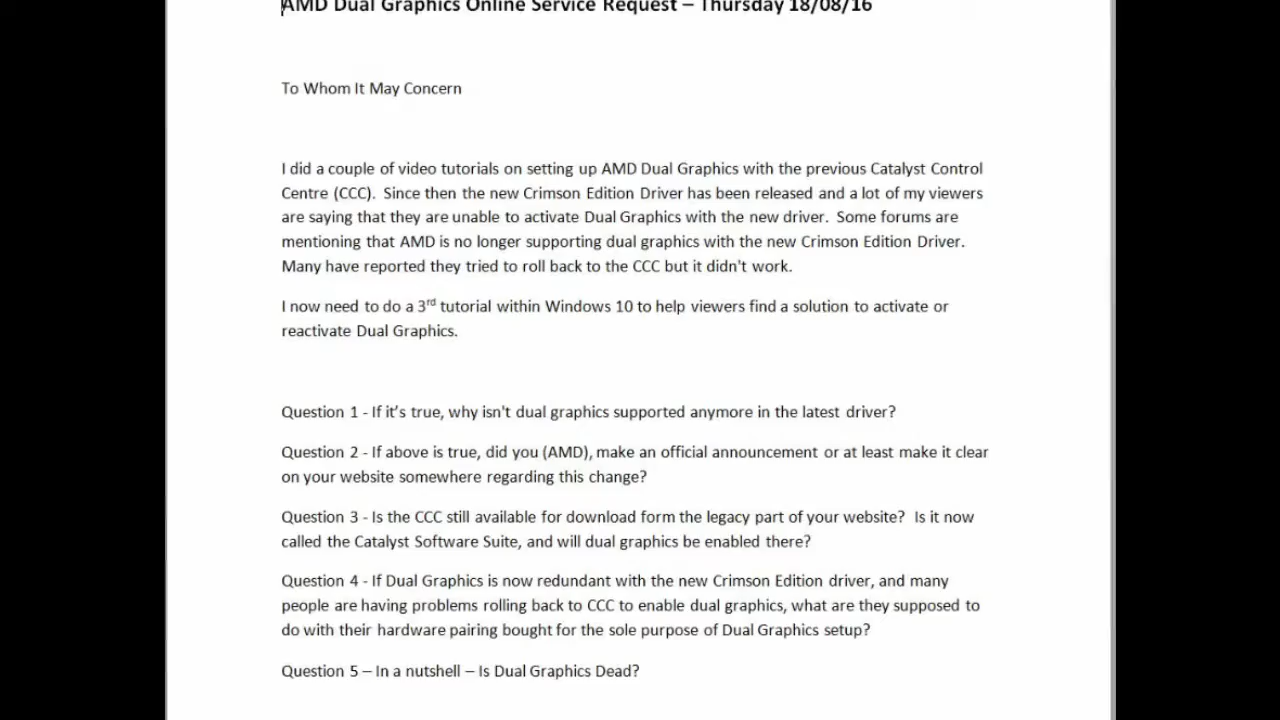 AMD Dual Graphics Online Service Request – Thursday 18/08/16
To Whom It May Concern
I did a couple of video tutorials on setting up AMD Dual Graphics with the previous Catalyst Control
Centre (CCC).  Since then the new Crimson Edition Driver has been released and a lot of my viewers
are saying that they are unable to activate Dual Graphics with the new driver.  Some forums are
mentioning that AMD is no longer supporting dual graphics with the new Crimson Edition Driver.
Many have reported they tried to roll back to the CCC but it didn't work.
I now need to do a 3rd tutorial within Windows 10 to help viewers find a solution to activate or
reactivate Dual Graphics.
Question 1 - If it’s true, why isn't dual graphics supported anymore in the latest driver?
Question 2 - If above is true, did you (AMD), make an official announcement or at least make it clear
on your website somewhere regarding this change?
Question 3 - Is the CCC still available for download form the legacy part of your website?  Is it now
called the Catalyst Software Suite, and will dual graphics be enabled there?
Question 4 - If Dual Graphics is now redundant with the new Crimson Edition driver, and many
people are having problems rolling back to CCC to enable dual graphics, what are they supposed to
do with their hardware pairing bought for the sole purpose of Dual Graphics setup?
Question 5 – In a nutshell – Is Dual Graphics Dead?